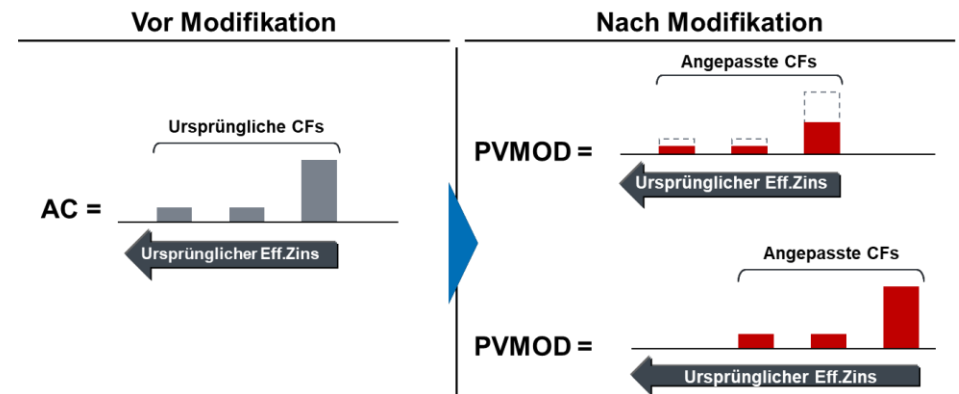 Vor Modifikation
Nach Modifikation
Ursprüngliche CFs
AC =
Ursprünglicher Eff.Zins
Angepasste CFs
PVMOD =
Ursprünglicher Eff.Zins
Angepasste CFs
PVMOD =
Ursprünglicher Eff.Zins